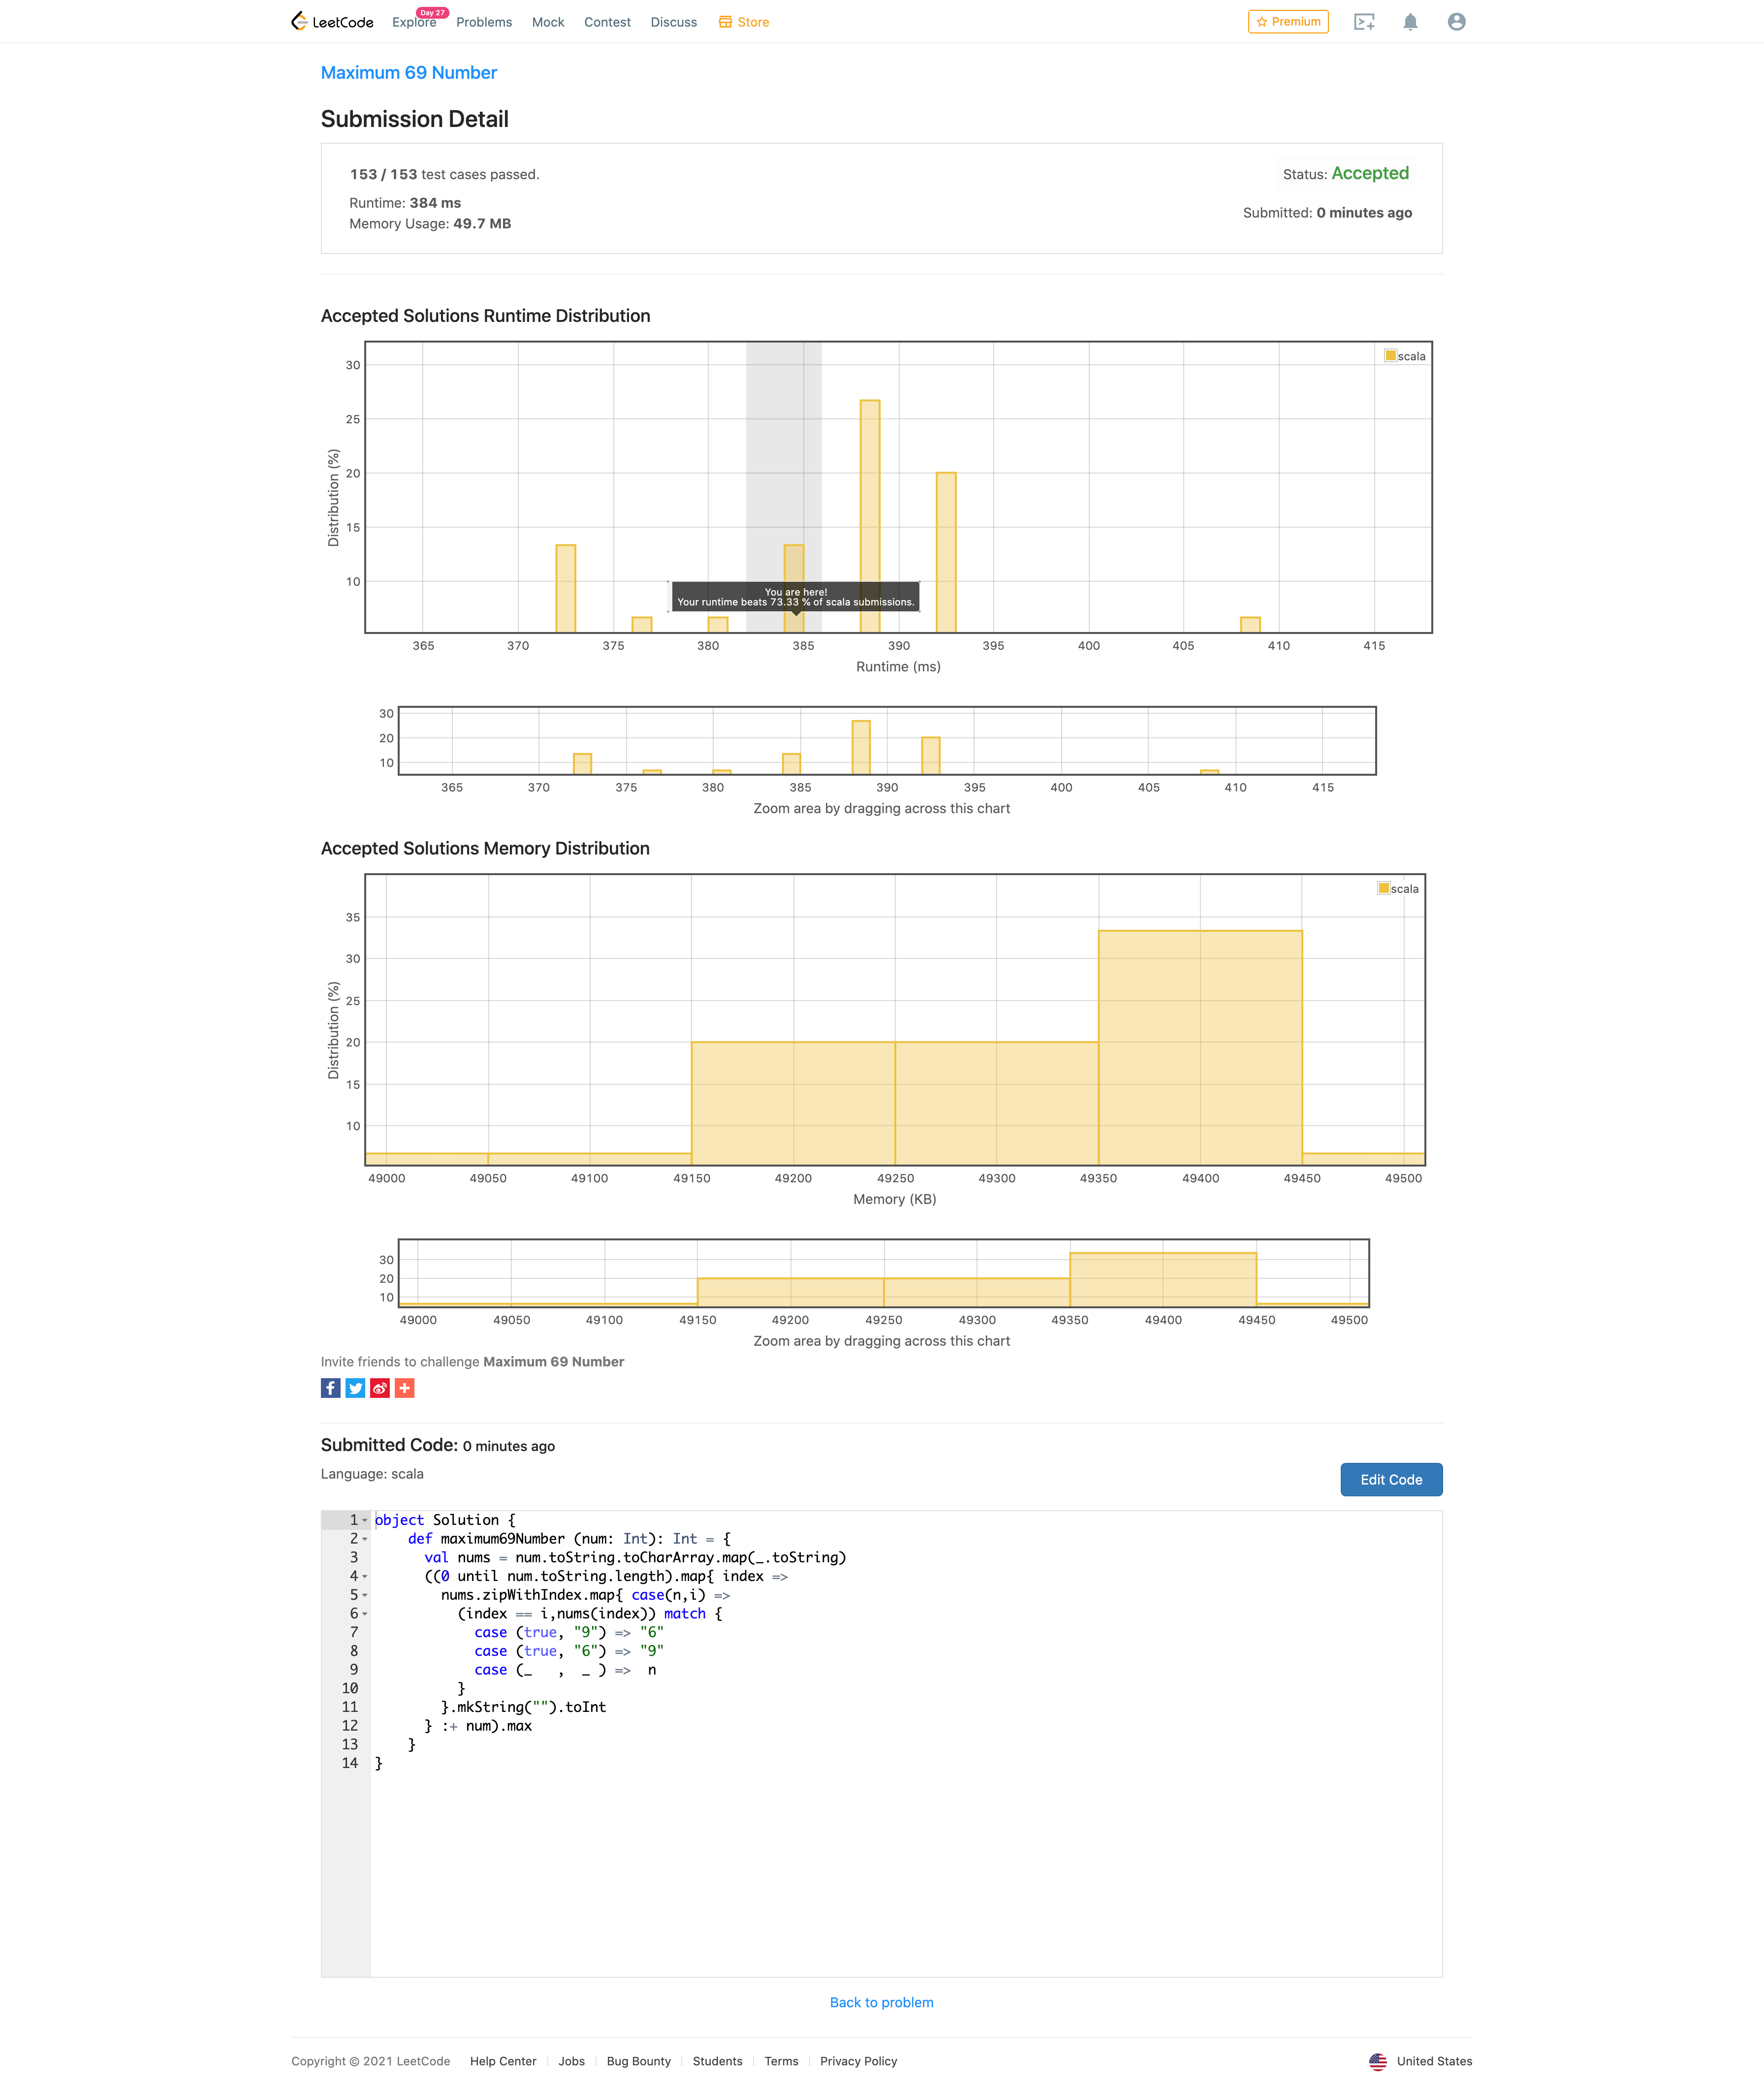 LeetCode Explore Day 27 Problems Mock Contest Discuss Store Premium
Maximum 69 Number
Submission Detail
153 / 153 test cases passed.
Status: Accepted
Runtime: 384 ms
Submitted: 0 minutes ago
Memory Usage: 49.7 MB
Accepted Solutions Runtime Distribution
scala
30
25
20
15
10
Distribution (%)
You are here!
Your runtime beats 73.33 % of scala submissions.
365 370 375 380 385 390 395 400 405 410 415
Runtime (ms)
30
20
10
365 370 375 380 385 390 395 400 405 410 415
Zoom area by dragging across this chart
Accepted Solutions Memory Distribution
scala
35
30
25
20
15
10
Distribution (%)
49000 49050 49100 49150 49200 49250 49300 49350 49400 49450 49500
Memory (KB)
30
20
10
49000 49050 49100 49150 49200 49250 49300 49350 49400 49450 49500
Zoom area by dragging across this chart
Invite friends to challenge Maximum 69 Number
Submitted Code: 0 minutes ago
Language: scala
Edit Code
1 object Solution {
2     def maximum69Number (num: Int): Int = {
3       val nums = num.toString.toCharArray.map(_.toString)
4       ((0 until num.toString.length).map{ index =>
5         nums.zipWithIndex.map{ case(n,i) =>
6           (index == i,nums(index)) match {
7             case (true, "9") => "6"
8             case (true, "6") => "9"
9             case (_   ,  _ ) =>  n
10           }
11         }.mkString("").toInt
12       } :+ num).max
13     }
14 }
Back to problem
Copyright © 2021 LeetCode Help Center Jobs Bug Bounty Students Terms Privacy Policy United States